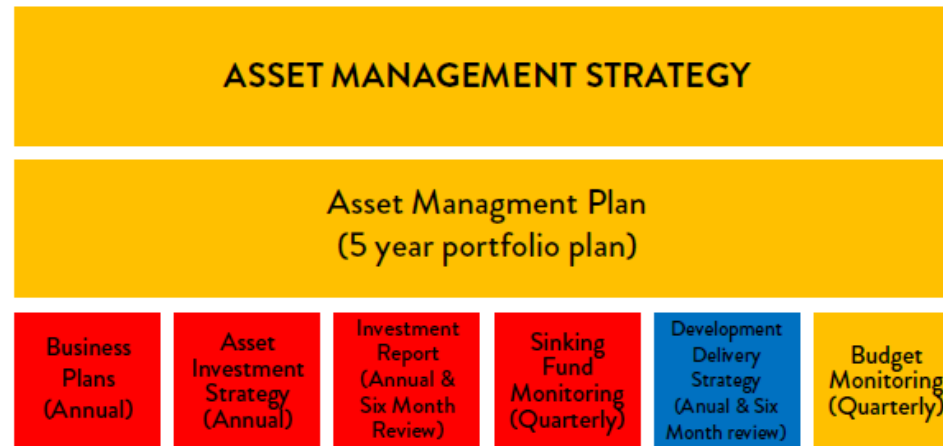 ASSET MANAGEMENT STRATEGY
Asset Managment Plan
(5 year portfolio plan)
Business
Plans
(Annual)
Asset
Investment
Strategy
(Annual)
Investment
Report
(Annual &
Six Month
Review)
Sinking
Fund
Monitoring
(Quarterly)
Development
Delivery
Strategy
(Anual & Six
Month review)
Budget
Monitoring
(Quarterly)